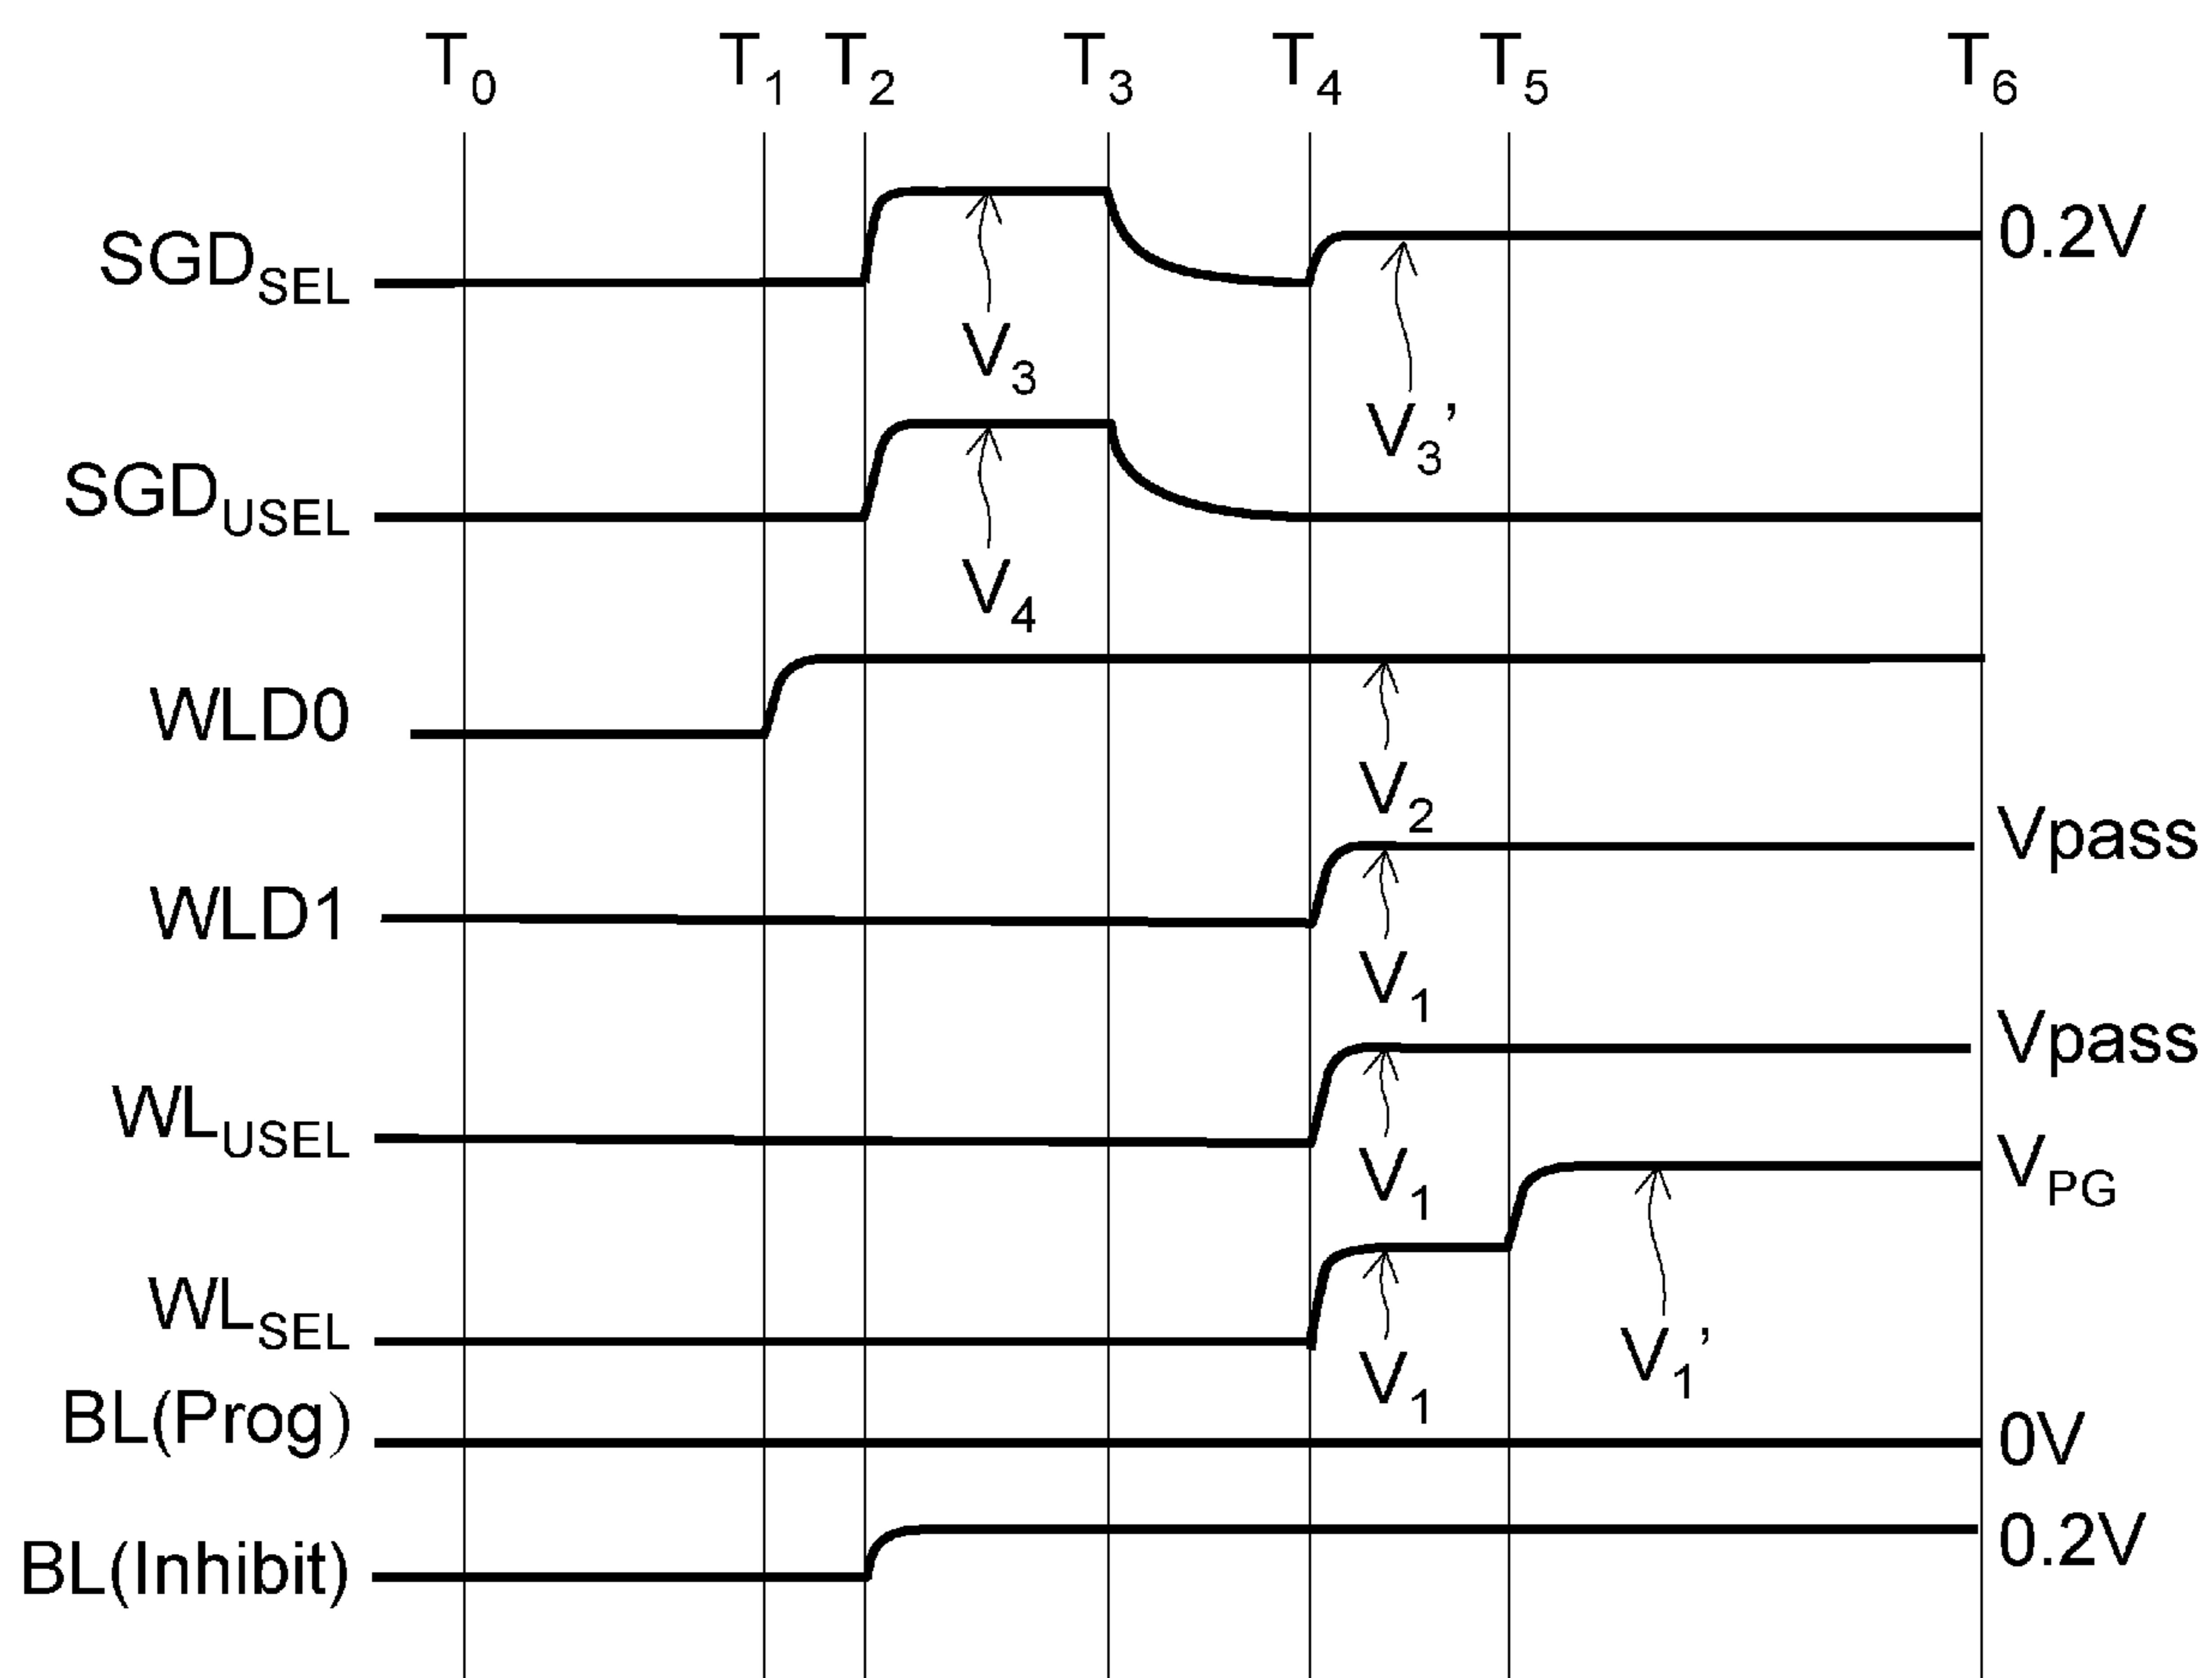 T0 T1 T2 T3 T4 T5 T6
SGDSEL 0.2V
V3
V3’
SGDUSEL
V4
WLD0
V2
Vpass
WLD1
V1
Vpass
WLUSEL
V1
VPG
WLSEL
V1
V1’
BL(Prog) 0V
BL(Inhibit) 0.2V